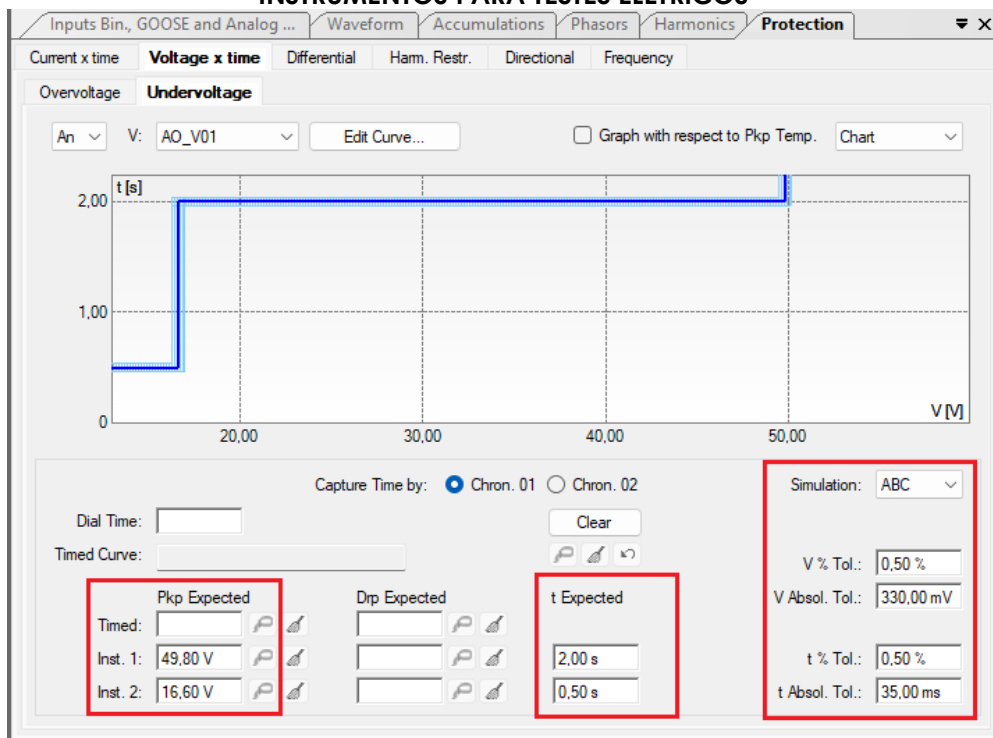 INSTRUMENTOS PARA TESTES ELÉTRICOS
Inputs Bin., GOOSE and Analog ... Waveform Accumulations Phasors Harmonics Protection
Current x time Voltage x time Differential Harm. Restr. Directional Frequency
Overvoltage Undervoltage
An V: AO_V01 Edit Curve... Graph with respect to Pkp Temp. Chart
t [s]
2,00
1,00
0
V [V]
20,00 30,00 40,00 50,00
Capture Time by: Chron. 01 Chron. 02 Simulation: ABC
Dial Time: Clear
Timed Curve: V % Tol.: 0,50 %
Pkp Expected Drp Expected t Expected V Absol. Tol.: 330,00 mV
Timed:
Inst. 1: 49,80 V 2,00 s t % Tol.: 0,50 %
Inst. 2: 16,60 V 0,50 s t Absol. Tol.: 35,00 ms